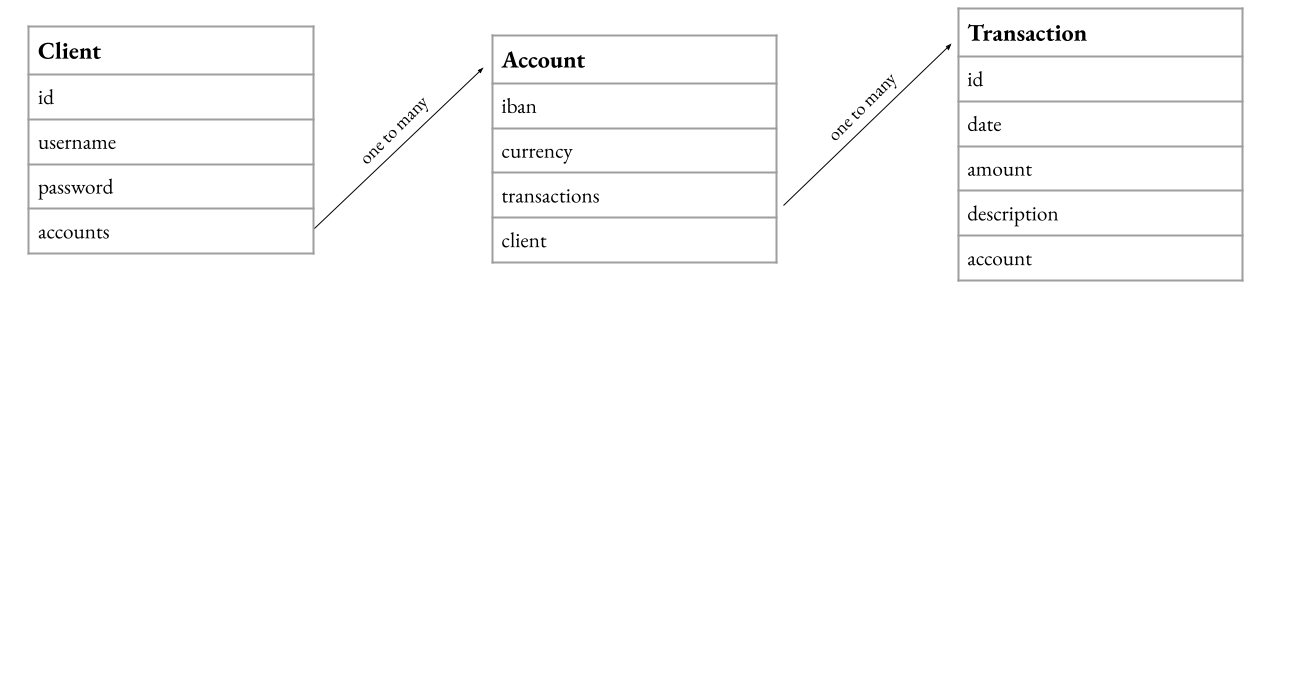 Client
id
username
password
accounts
one to many
Account
iban
currency
transactions
client
one to many
Transaction
id
date
amount
description
account